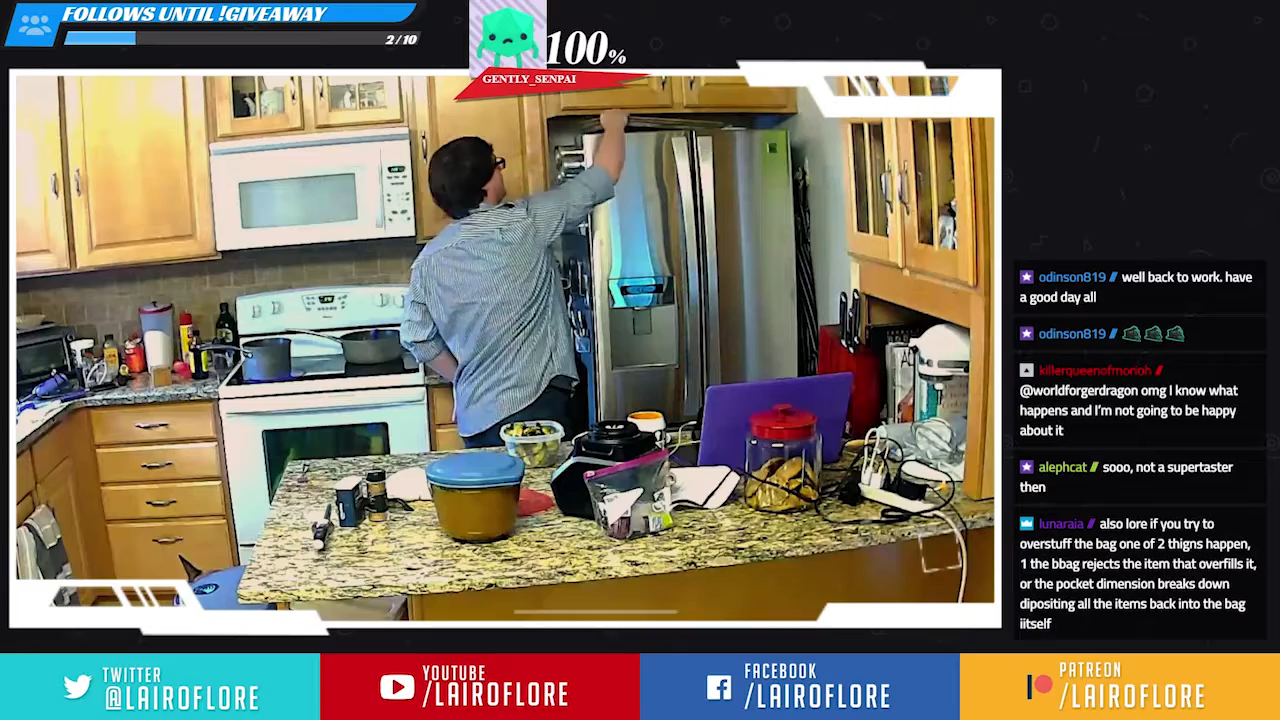 FOLLOWS UNTIL !GIVEAWAY
2/10
100%
GENTLY_SENPAI
odinson819 // well back to work. have
a good day all
odinson819 //
killerqueenofmorioh //
@worldforgerdragon omg I know what
happens and I'm not going to be happy
about it
alephcat // sooo, not a supertaster
then
lunaraia // also lore if you try to
overstuff the bag one of 2 thigns happen,
1 the bbag rejects the item that overfills it,
or the pocket dimension breaks down
dipositing all the items back into the bag
iitself
TWITTER
@LAIROFLORE
YOUTUBE
/LAIROFLORE
FACEBOOK
/LAIROFLORE
PATREON
/LAIROFLORE